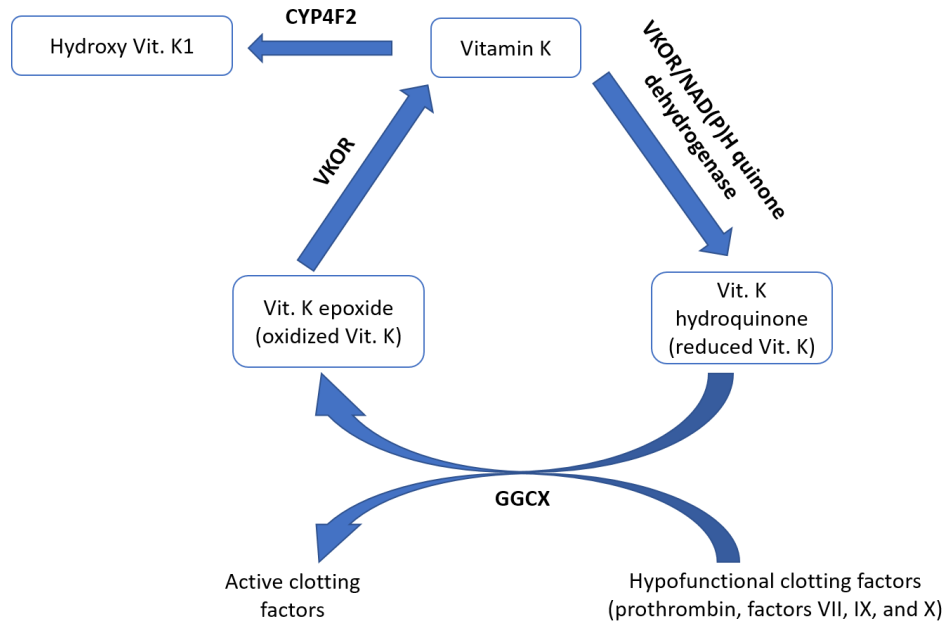 CYP4F2
Hydroxy Vit. K1
Vitamin K
VKOR/NAD(P)H quinone
dehydrogenase
VKOR
Vit. K epoxide
(oxidized Vit. K)
Vit. K
hydroquinone
(reduced Vit. K)
GGCX
Active clotting
factors
Hypofunctional clotting factors
(prothrombin, factors VII, IX, and X)